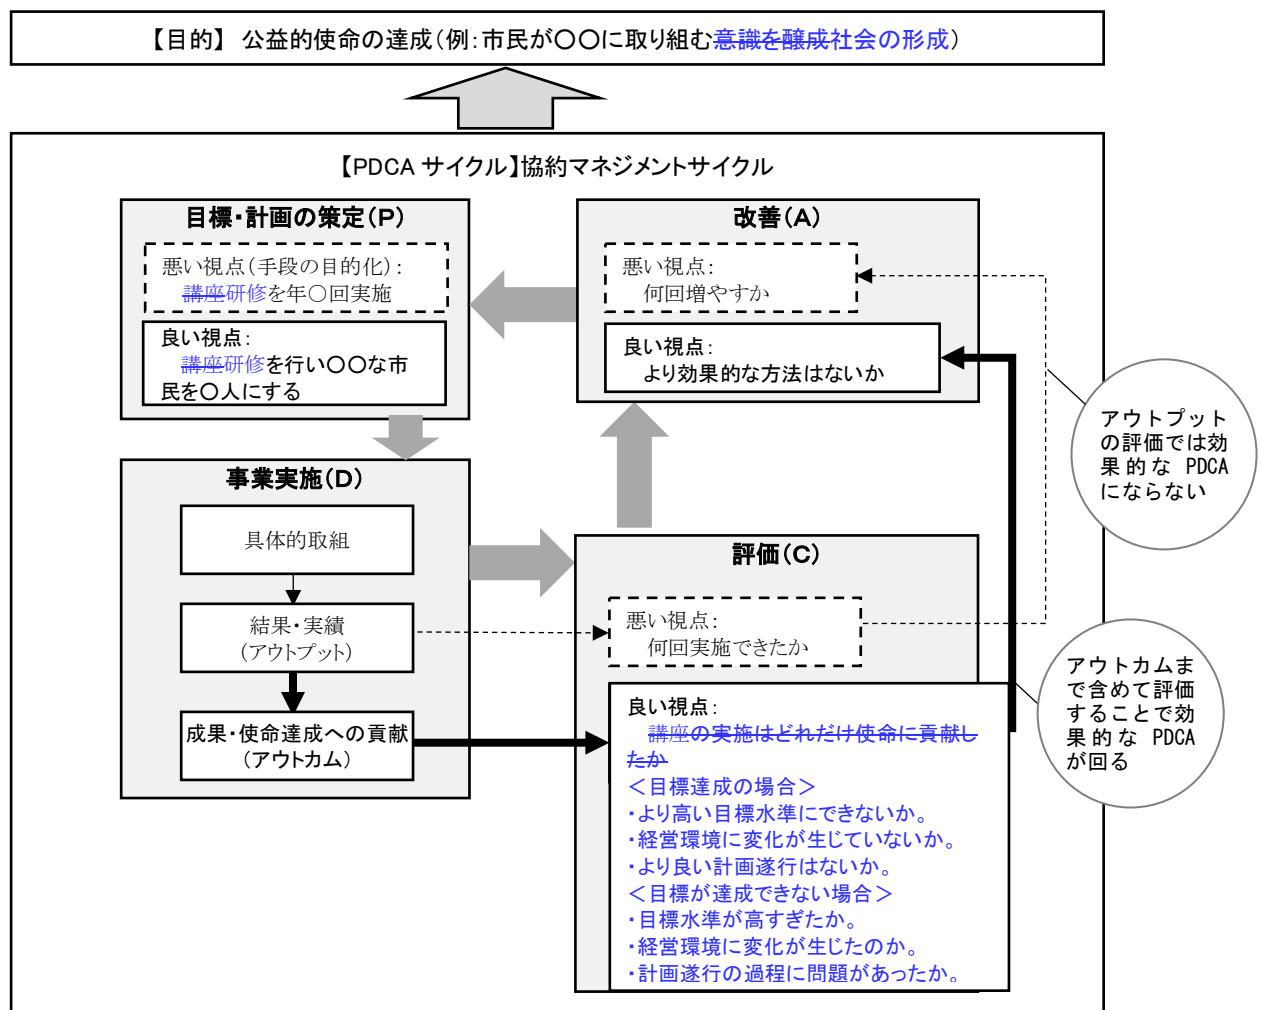 【目的】 公益的使命の達成(例:市民が〇〇に取り組む意識を醸成社会の形成)
【PDCA サイクル】協約マネジメントサイクル
目標・計画の策定(P)
悪い視点(手段の目的化):
講座研修を年〇回実施
良い視点:
講座研修を行い〇〇な市
民を〇人にする
改善(A)
悪い視点:
何回増やすか
良い視点:
より効果的な方法はないか
事業実施(D)
具体的取組
結果・実績
(アウトプット)
成果・使命達成への貢献
(アウトカム)
評価(C)
悪い視点:
何回実施できたか
良い視点:
講座の実施はどれだけ使命に貢献し
たか
<目標達成の場合>
・より高い目標水準にできないか。
・経営環境に変化が生じていないか。
・より良い計画遂行はないか。
<目標が達成できない場合>
・目標水準が高すぎたか。
・経営環境に変化が生じたのか。
・計画遂行の過程に問題があったか。
アウトプット
の評価では効
果的な PDCA
にならない
アウトカムま
で含めて評価
することで効
果的な PDCA
が回る